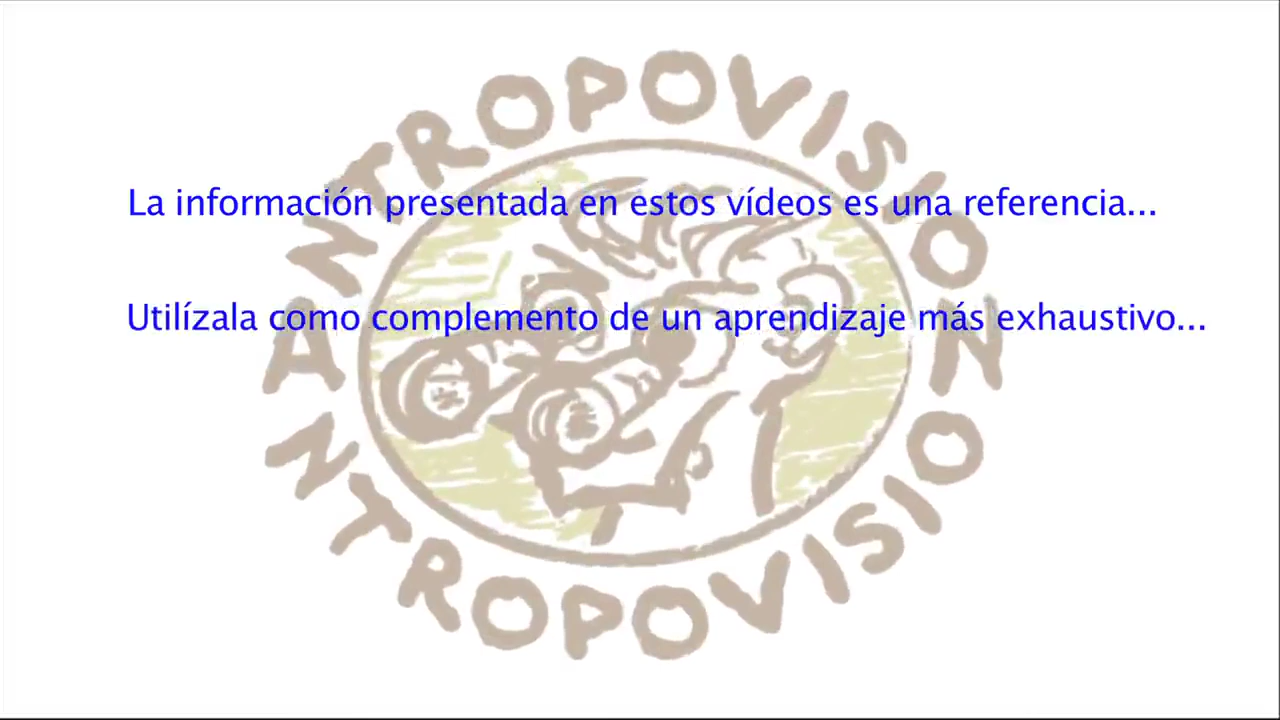 ANTROPOVISION
La información presentada en estos vídeos es una referencia...
Utilízala como complemento de un aprendizaje más exhaustivo...
ANTROPOVISION